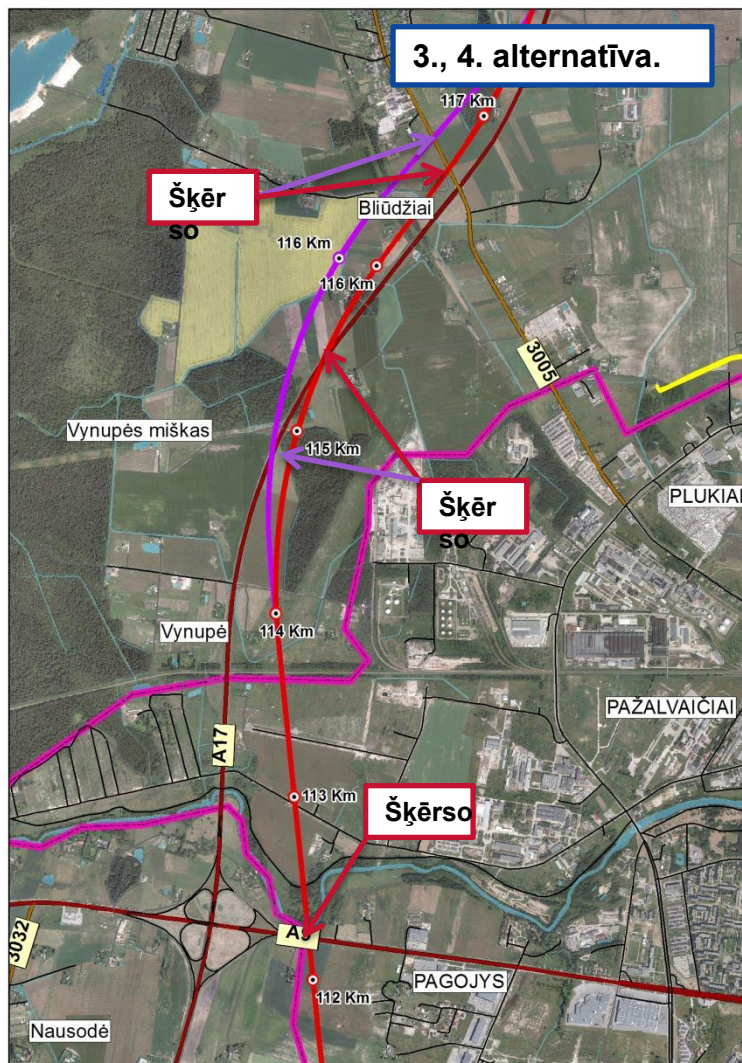 3., 4. alternatīva.
117 Km
Šķēr
so
Bliūdžiai
116 Km
116 Km
3005
Vynupės miškas
115 Km
PLUKIAI
Šķēr
so
114 Km
Vynupė
PAŽALVAIČIAI
A17
113 Km
Šķērso
3032
A9
PAGOJYS
112 Km
Nausodė